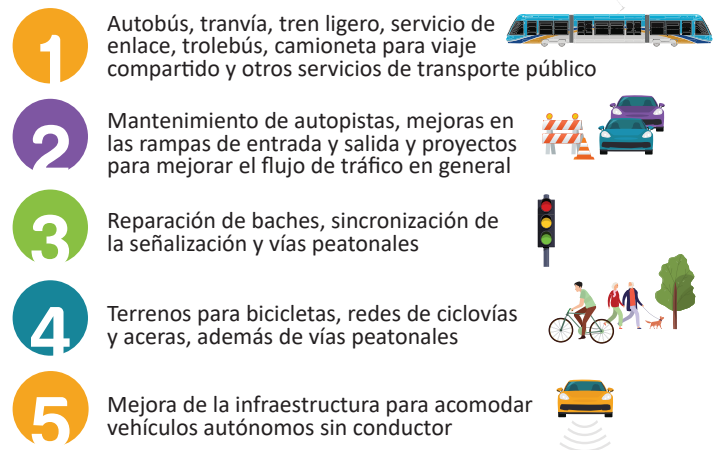 1
Autobús, tranvía, tren ligero, servicio de
enlace, trolebús, camioneta para viaje
compartido y otros servicios de transporte público
2
Mantenimiento de autopistas, mejoras en
las rampas de entrada y salida y proyectos
para mejorar el flujo de tráfico en general
3
Reparación de baches, sincronización de
la señalización y vías peatonales
4
Terrenos para bicicletas, redes de ciclovías
y aceras, además de vías peatonales
5
Mejora de la infraestructura para acomodar
vehículos autónomos sin conductor